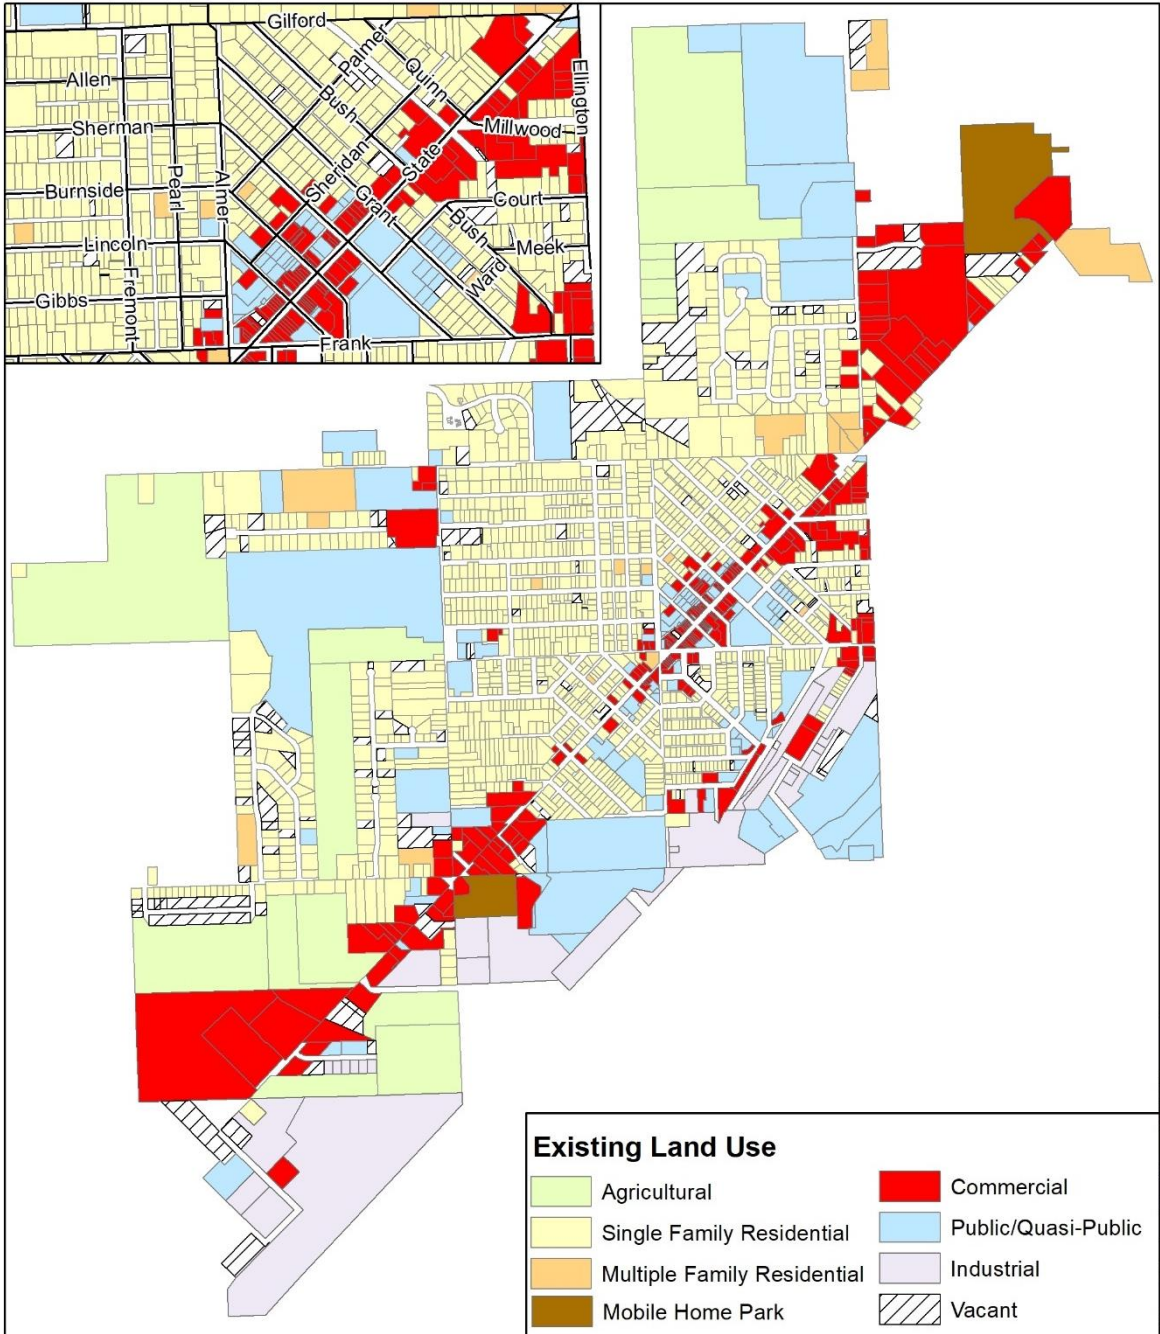 Gilford
Palmer
Allen
Quinn
Ellington
Bush
Sherman
Millwood
State
Sheridan
Pearl
Almer
Burnside
Grant
Court
Bush
Lincoln
Meek
Ward
Fremont
Gibbs
Frank
Existing Land Use
Agricultural
Commercial
Single Family Residential
Public/Quasi-Public
Multiple Family Residential
Industrial
Mobile Home Park
Vacant